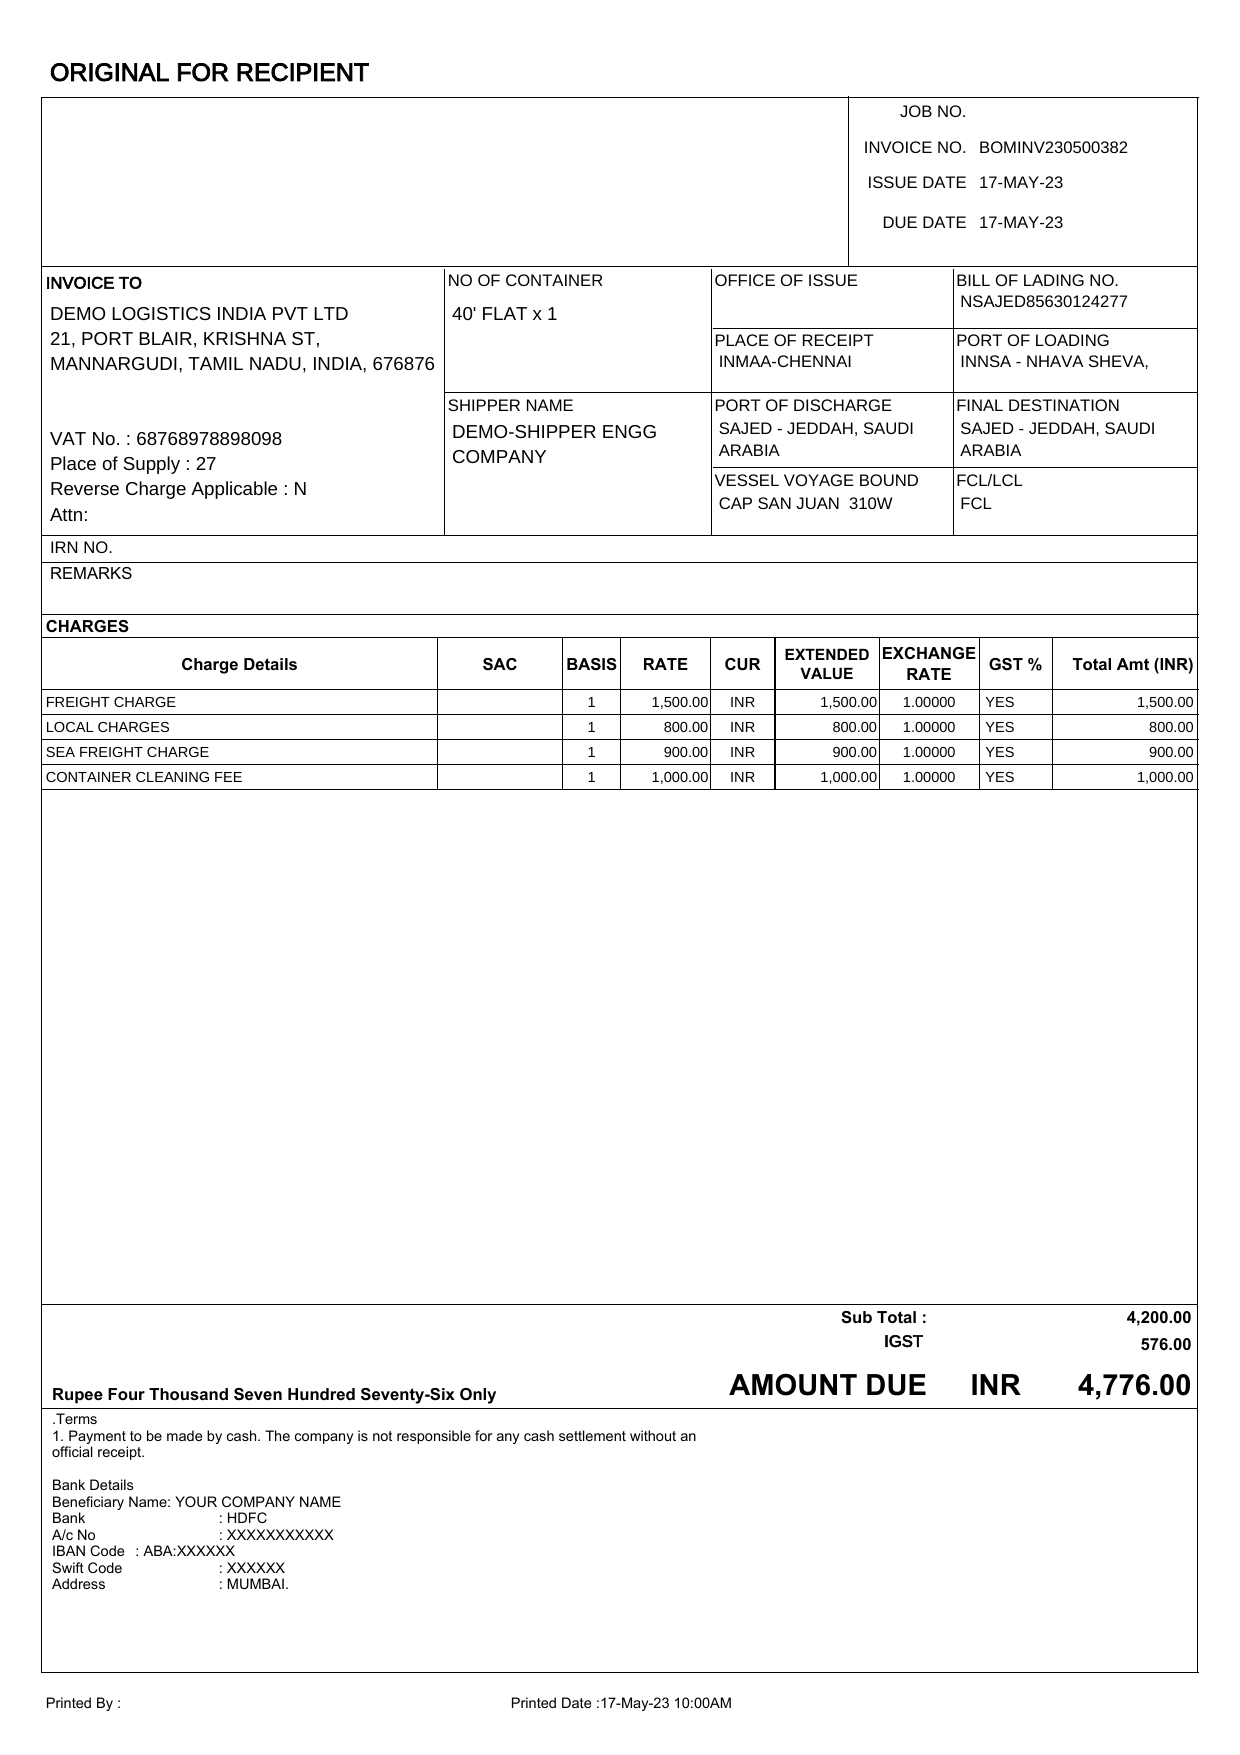 ORIGINAL FOR RECIPIENT
JOB NO.
INVOICE NO. BOMINV230500382
ISSUE DATE 17-MAY-23
DUE DATE 17-MAY-23
INVOICE TO
DEMO LOGISTICS INDIA PVT LTD
21, PORT BLAIR, KRISHNA ST,
MANNARGUDI, TAMIL NADU, INDIA, 676876
VAT No. : 68768978898098
Place of Supply : 27
Reverse Charge Applicable : N
Attn:
NO OF CONTAINER
40' FLAT x 1
SHIPPER NAME
DEMO-SHIPPER ENGG
COMPANY
OFFICE OF ISSUE
BILL OF LADING NO.
NSAJED85630124277
PLACE OF RECEIPT
INMAA-CHENNAI
PORT OF LOADING
INNSA - NHAVA SHEVA,
PORT OF DISCHARGE
SAJED - JEDDAH, SAUDI
ARABIA
FINAL DESTINATION
SAJED - JEDDAH, SAUDI
ARABIA
VESSEL VOYAGE BOUND
CAP SAN JUAN 310W
FCL/LCL
FCL
IRN NO.
REMARKS
CHARGES
Charge Details SAC BASIS RATE CUR EXTENDED VALUE EXCHANGE RATE GST % Total Amt (INR)
FREIGHT CHARGE 1 1,500.00 INR 1,500.00 1.00000 YES 1,500.00
LOCAL CHARGES 1 800.00 INR 800.00 1.00000 YES 800.00
SEA FREIGHT CHARGE 1 900.00 INR 900.00 1.00000 YES 900.00
CONTAINER CLEANING FEE 1 1,000.00 INR 1,000.00 1.00000 YES 1,000.00
Sub Total : 4,200.00
IGST 576.00
Rupee Four Thousand Seven Hundred Seventy-Six Only AMOUNT DUE INR 4,776.00
.Terms
1. Payment to be made by cash. The company is not responsible for any cash settlement without an
official receipt.
Bank Details
Beneficiary Name: YOUR COMPANY NAME
Bank : HDFC
A/c No : XXXXXXXXXXX
IBAN Code : ABA:XXXXXX
Swift Code : XXXXXX
Address : MUMBAI.
Printed By : Printed Date :17-May-23 10:00AM